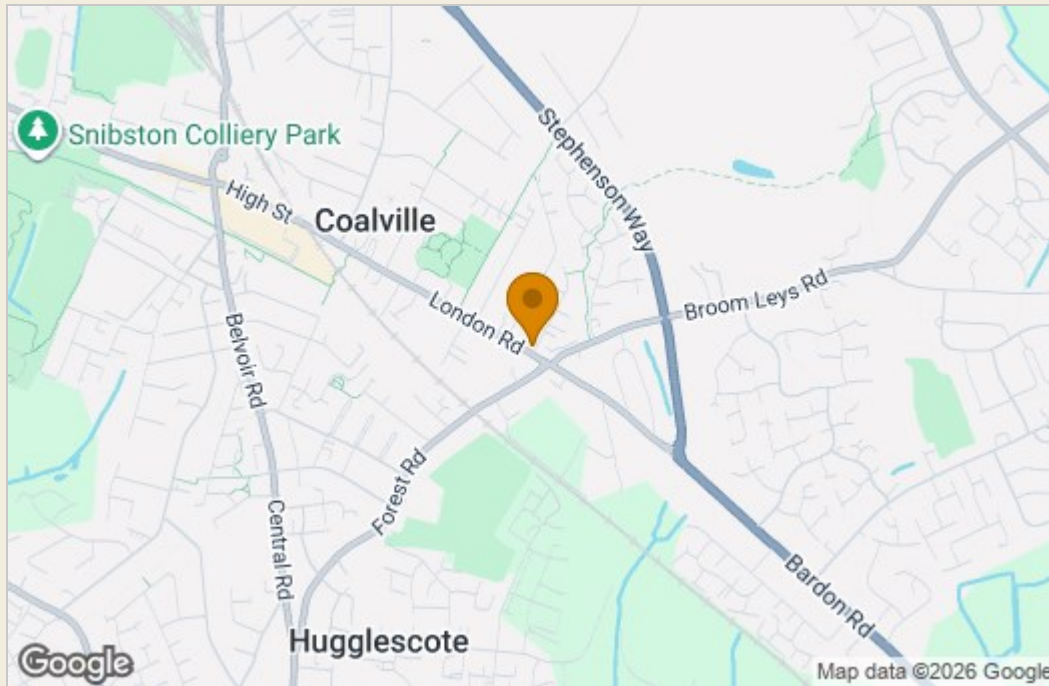 Snibston Colliery Park
High St
Coalville
Stephenson Way
London Rd
Broom Leys Rd
Belvoir Rd
Forest Rd
Central Rd
Bardon Rd
Hugglescote
Google
Map data ©2026 Google